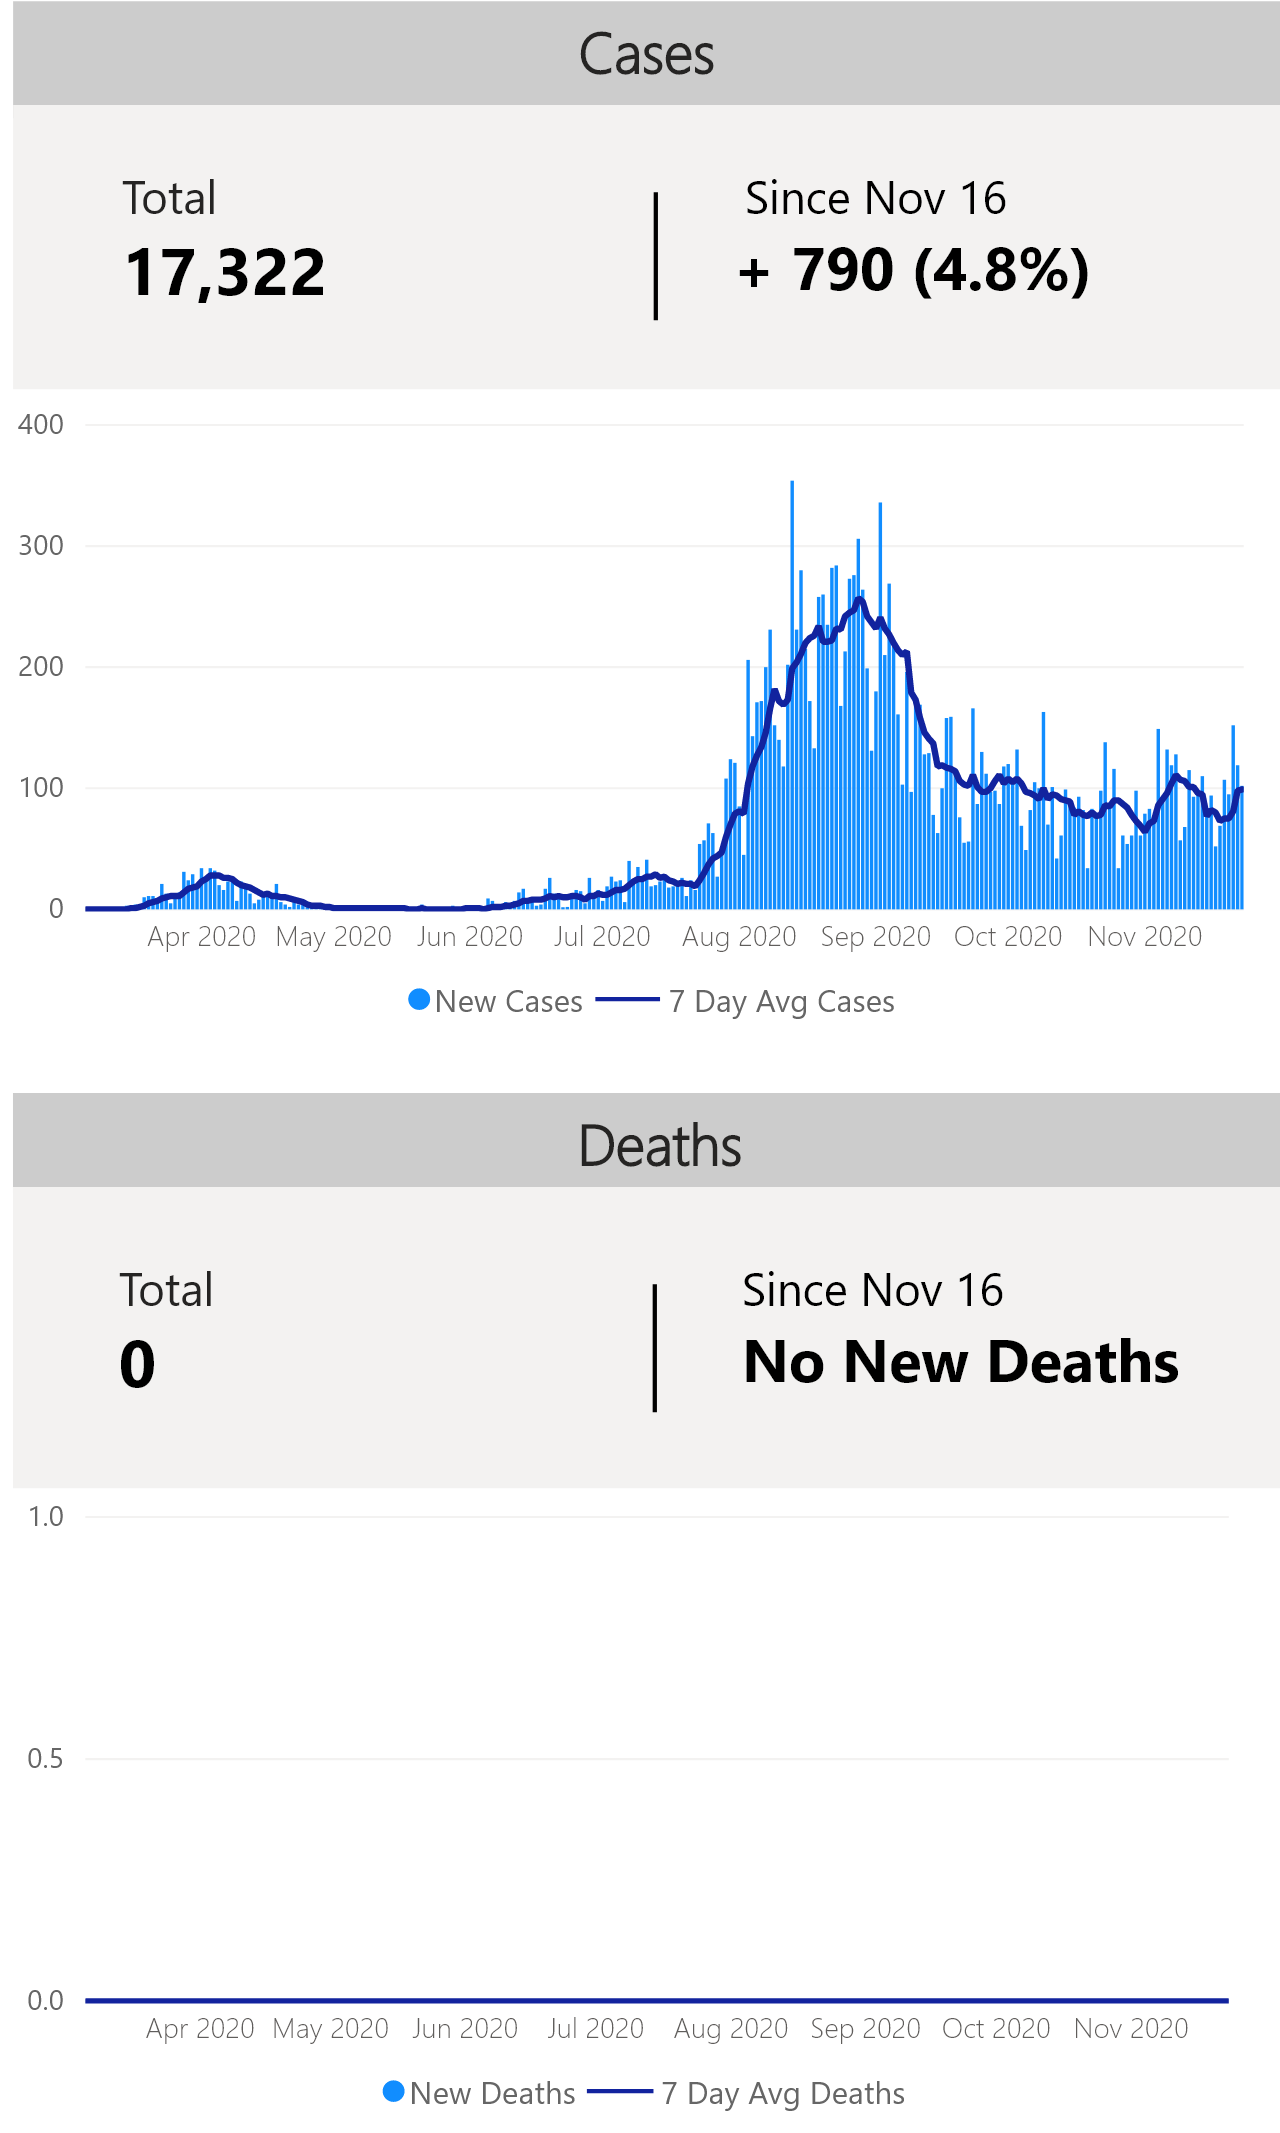 Cases
Total
17,322
Since Nov 16
+ 790 (4.8%)
400
300
200
100
0
Apr 2020 May 2020 Jun 2020 Jul 2020 Aug 2020 Sep 2020 Oct 2020 Nov 2020
New Cases 7 Day Avg Cases
Deaths
Total
0
Since Nov 16
No New Deaths
1.0
0.5
0.0
Apr 2020 May 2020 Jun 2020 Jul 2020 Aug 2020 Sep 2020 Oct 2020 Nov 2020
New Deaths 7 Day Avg Deaths